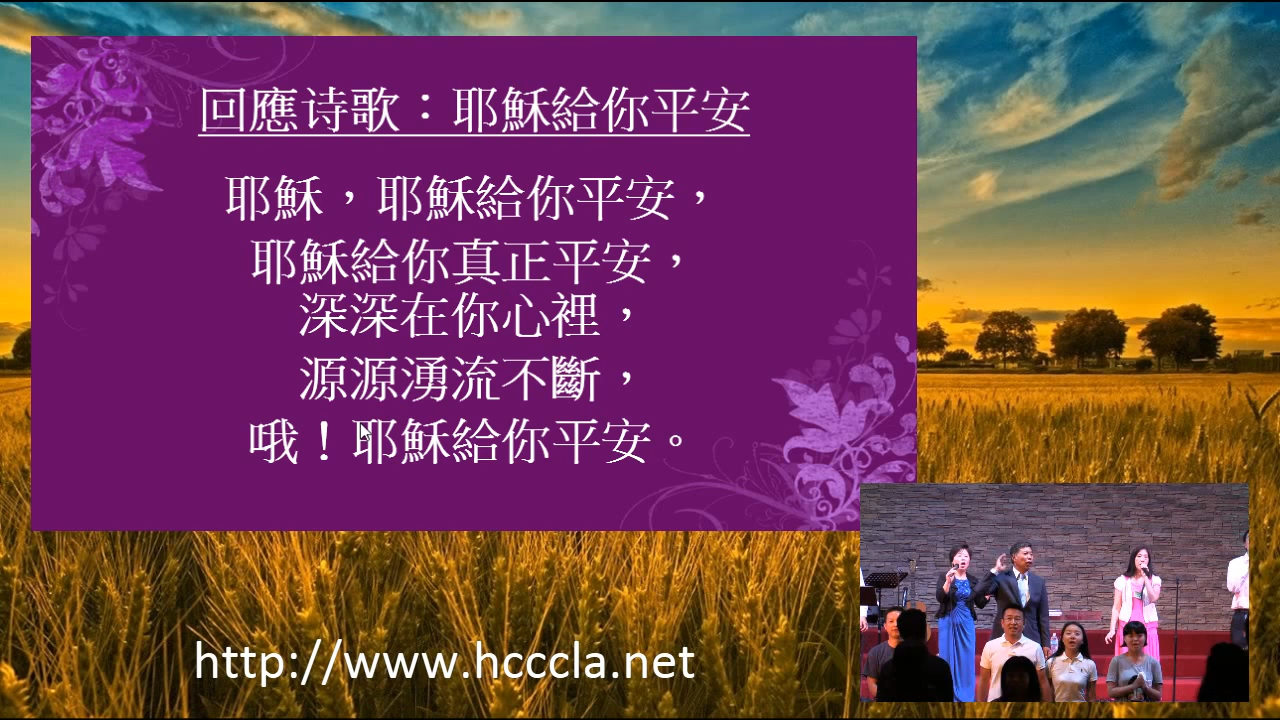 回應诗歌：耶穌給你平安
耶穌，耶穌給你平安，
耶穌給你真正平安，
深深在你心裡，
源源湧流不斷，
哦！耶穌給你平安。
http://www.hcccla.net